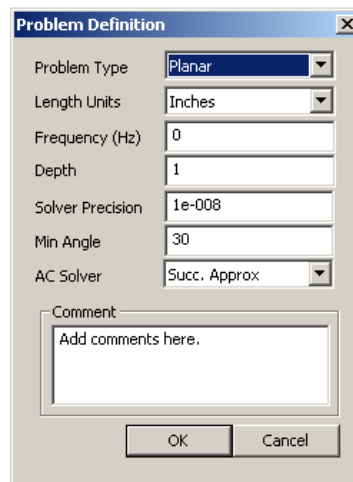 Problem Definition
Problem Type Planar
Length Units Inches
Frequency (Hz) 0
Depth 1
Solver Precision 1e-008
Min Angle 30
AC Solver Succ. Approx
Comment
Add comments here.
OK Cancel